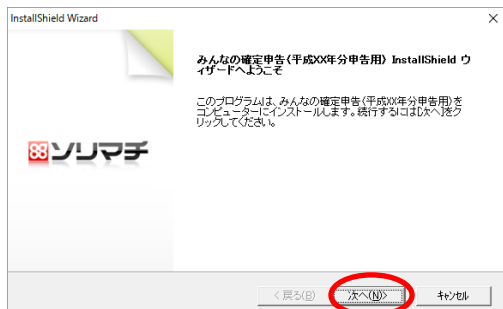 InstallShield Wizard
みんなの確定申告〈平成XX年分申告用〉 InstallShield ウ
ィザードへようこそ
このプログラムは、みんなの確定申告〈平成XX年分申告用〉を
コンピューターにインストールします。続行するには[次へ]をク
リックしてください。
ソリマチ
< 戻る(B)
次へ(N)>
キャンセル